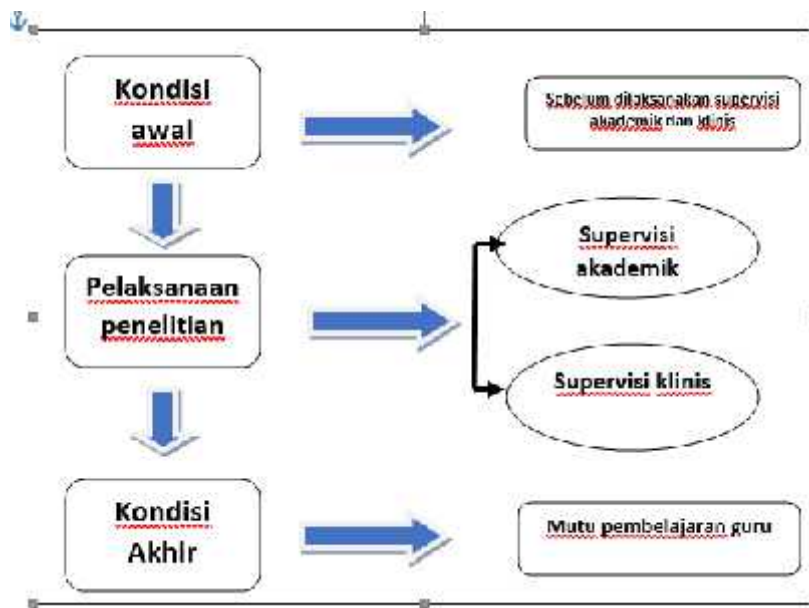 Kondisi
awal
Sebelum dilaksanakan supervisi
akademik dan klinis
Pelaksanaan
penelitian
Supervisi
akademik
Supervisi klinis
Kondisi
Akhir
Mutu pembelajaran guru